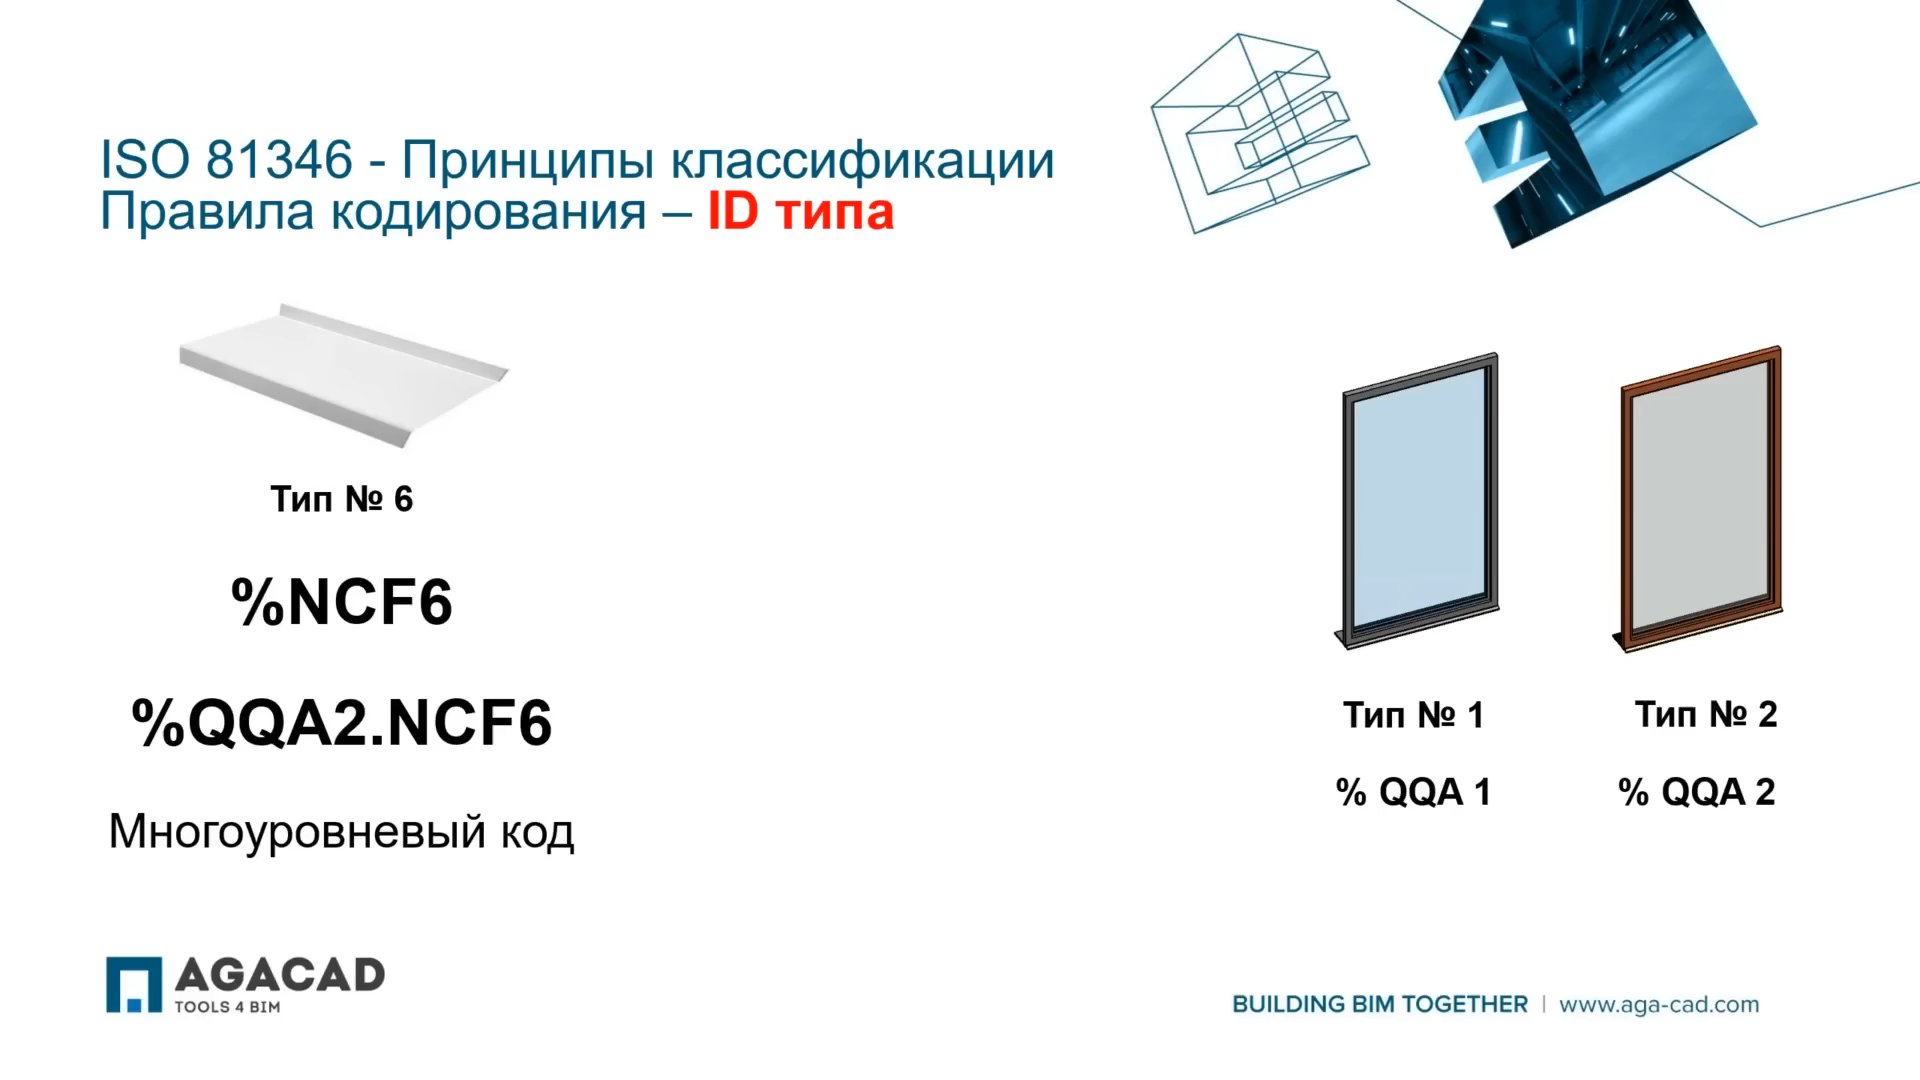 ISO 81346 - Принципы классификации
Правила кодирования – ID типа
Тип № 6
%NCF6
%QQA2.NCF6
Многоуровневый код
Тип № 1
Тип № 2
% QQA 1
% QQA 2
AGACAD
TOOLS 4 BIM
BUILDING BIM TOGETHER | www.aga-cad.com